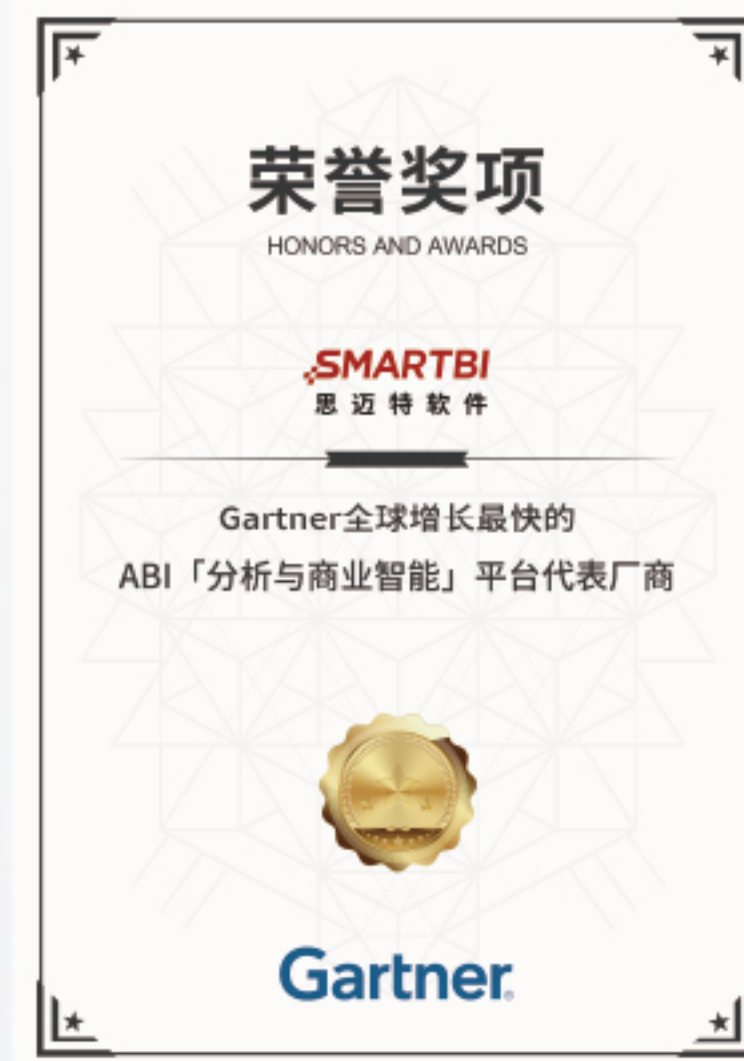 荣誉奖项
HONORS AND AWARDS
SMARTBI
思迈特软件
Gartner全球增长最快的
ABI「分析与商业智能」平台代表厂商
Gartner®